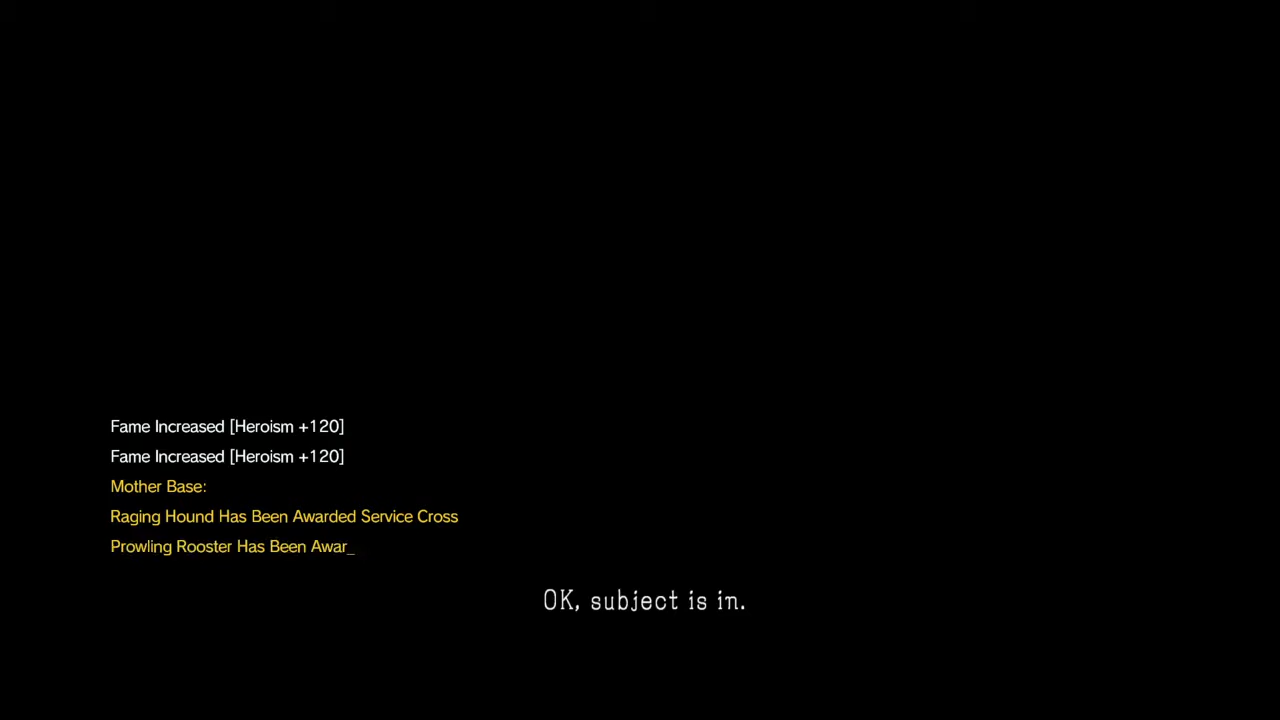 Fame Increased [Heroism +120]
Fame Increased [Heroism +120]
Mother Base:
Raging Hound Has Been Awarded Service Cross
Prowling Rooster Has Been Awar_
OK, subject is in.